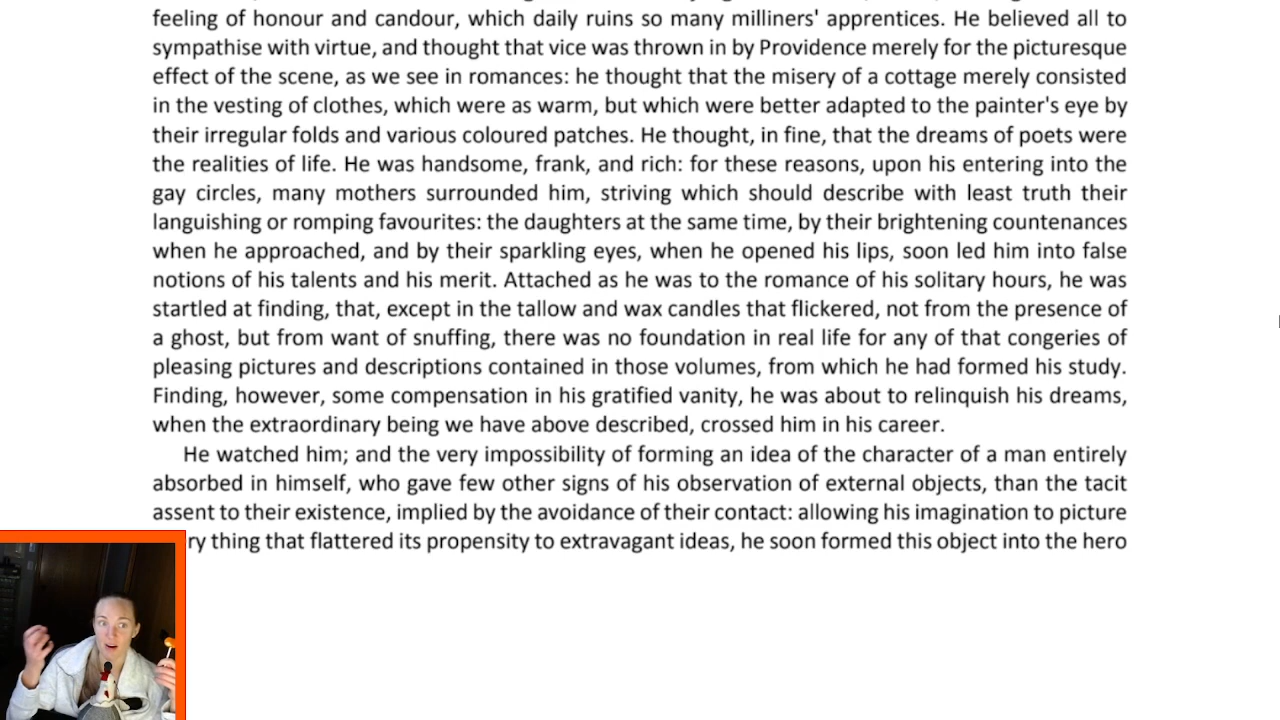 feeling of honour and candour, which daily ruins so many milliners' apprentices. He believed all to
sympathise with virtue, and thought that vice was thrown in by Providence merely for the picturesque
effect of the scene, as we see in romances: he thought that the misery of a cottage merely consisted
in the vesting of clothes, which were as warm, but which were better adapted to the painter's eye by
their irregular folds and various coloured patches. He thought, in fine, that the dreams of poets were
the realities of life. He was handsome, frank, and rich: for these reasons, upon his entering into the
gay circles, many mothers surrounded him, striving which should describe with least truth their
languishing or romping favourites: the daughters at the same time, by their brightening countenances
when he approached, and by their sparkling eyes, when he opened his lips, soon led him into false
notions of his talents and his merit. Attached as he was to the romance of his solitary hours, he was
startled at finding, that, except in the tallow and wax candles that flickered, not from the presence of
a ghost, but from want of snuffing, there was no foundation in real life for any of that congeries of
pleasing pictures and descriptions contained in those volumes, from which he had formed his study.
Finding, however, some compensation in his gratified vanity, he was about to relinquish his dreams,
when the extraordinary being we have above described, crossed him in his career.
He watched him; and the very impossibility of forming an idea of the character of a man entirely
absorbed in himself, who gave few other signs of his observation of external objects, than the tacit
assent to their existence, implied by the avoidance of their contact: allowing his imagination to picture
ry thing that flattered its propensity to extravagant ideas, he soon formed this object into the hero